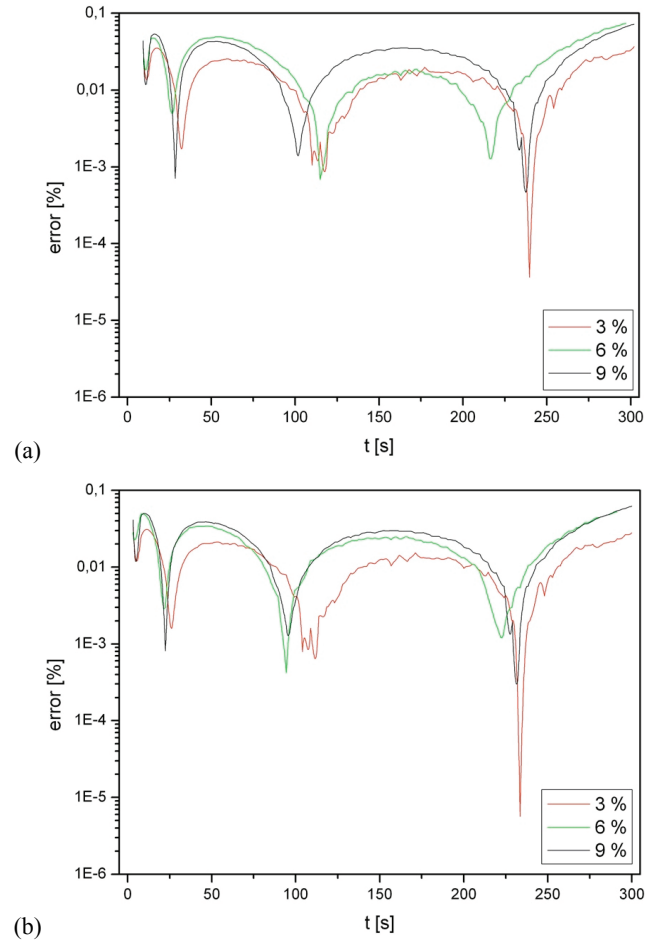 0,1
0,01
1E-3
1E-4
1E-5
1E-6
error [%]
0 50 100 150 200 250 300
t [s]
3 %
6 %
9 %
(a)
0,1
0,01
1E-3
1E-4
1E-5
1E-6
error [%]
0 50 100 150 200 250 300
t [s]
3 %
6 %
9 %
(b)